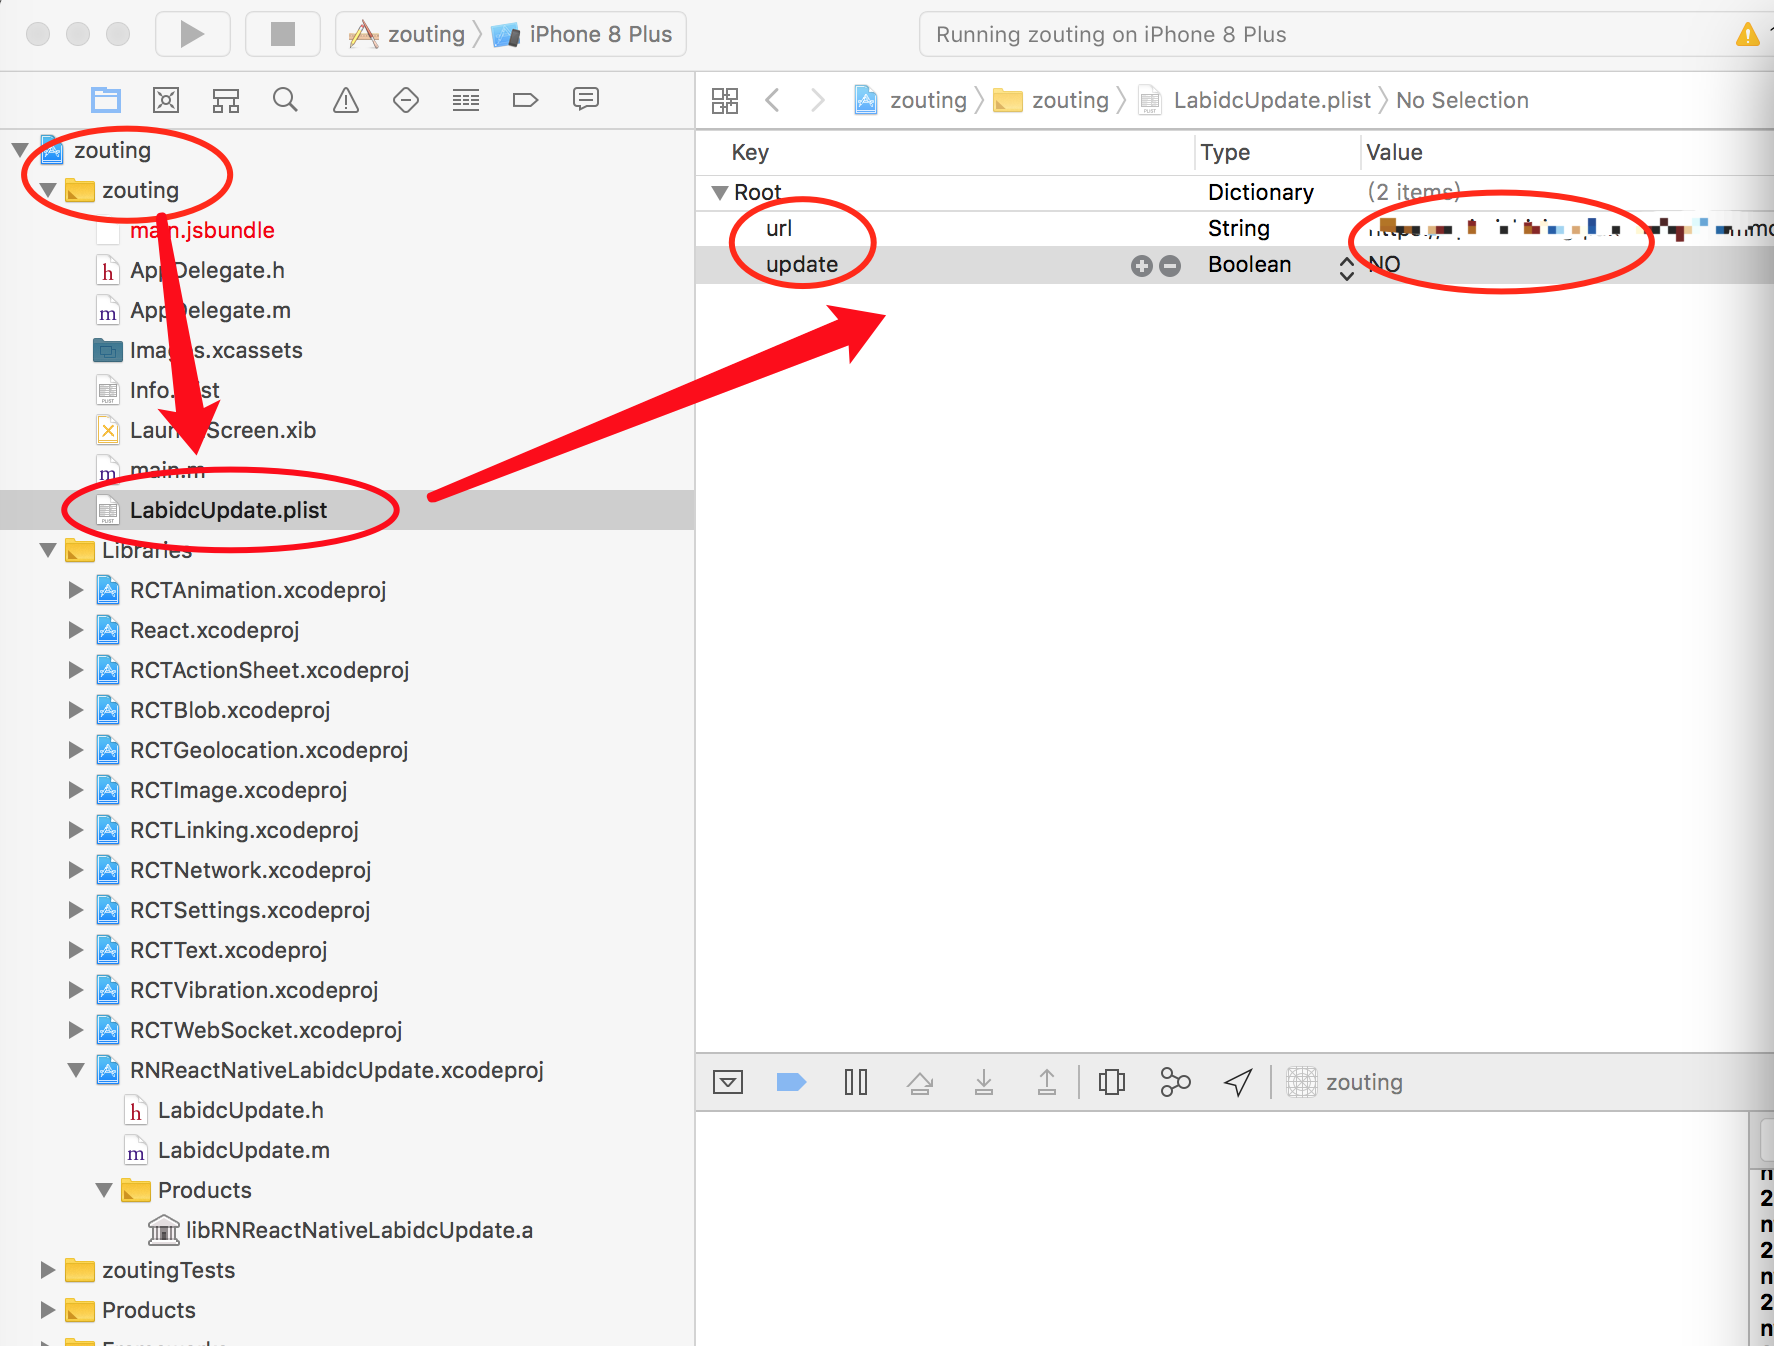 zouting
iPhone 8 Plus
Running zouting on iPhone 8 Plus
zouting
zouting
LabidcUpdate.plist
No Selection
zouting
zouting
main.jsbundle
AppDelegate.h
AppDelegate.m
Images.xcassets
Info.plist
LaunchScreen.xib
main.m
LabidcUpdate.plist
Libraries
RCTAnimation.xcodeproj
React.xcodeproj
RCTActionSheet.xcodeproj
RCTBlob.xcodeproj
RCTGeolocation.xcodeproj
RCTImage.xcodeproj
RCTLinking.xcodeproj
RCTNetwork.xcodeproj
RCTSettings.xcodeproj
RCTText.xcodeproj
RCTVibration.xcodeproj
RCTWebSocket.xcodeproj
RNReactNativeLabidcUpdate.xcodeproj
h LabidcUpdate.h
m LabidcUpdate.m
Products
libRNReactNativeLabidcUpdate.a
zoutingTests
Products
Key Type Value
Root Dictionary (2 items)
url String
update Boolean NO
zouting